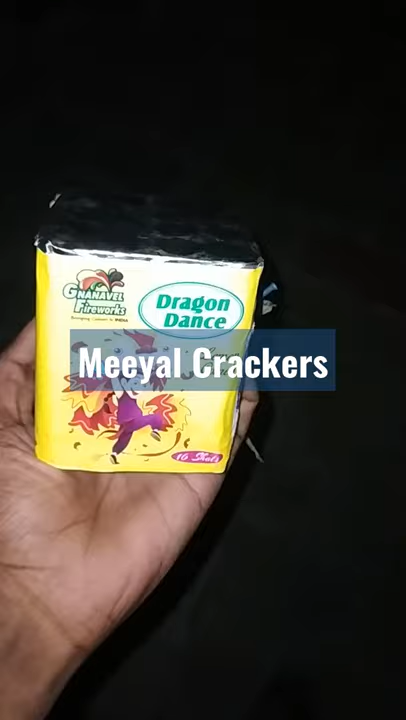 GNANAVEL
Fireworks
Dragon
Dance
Meeyal Crackers
16 Shots